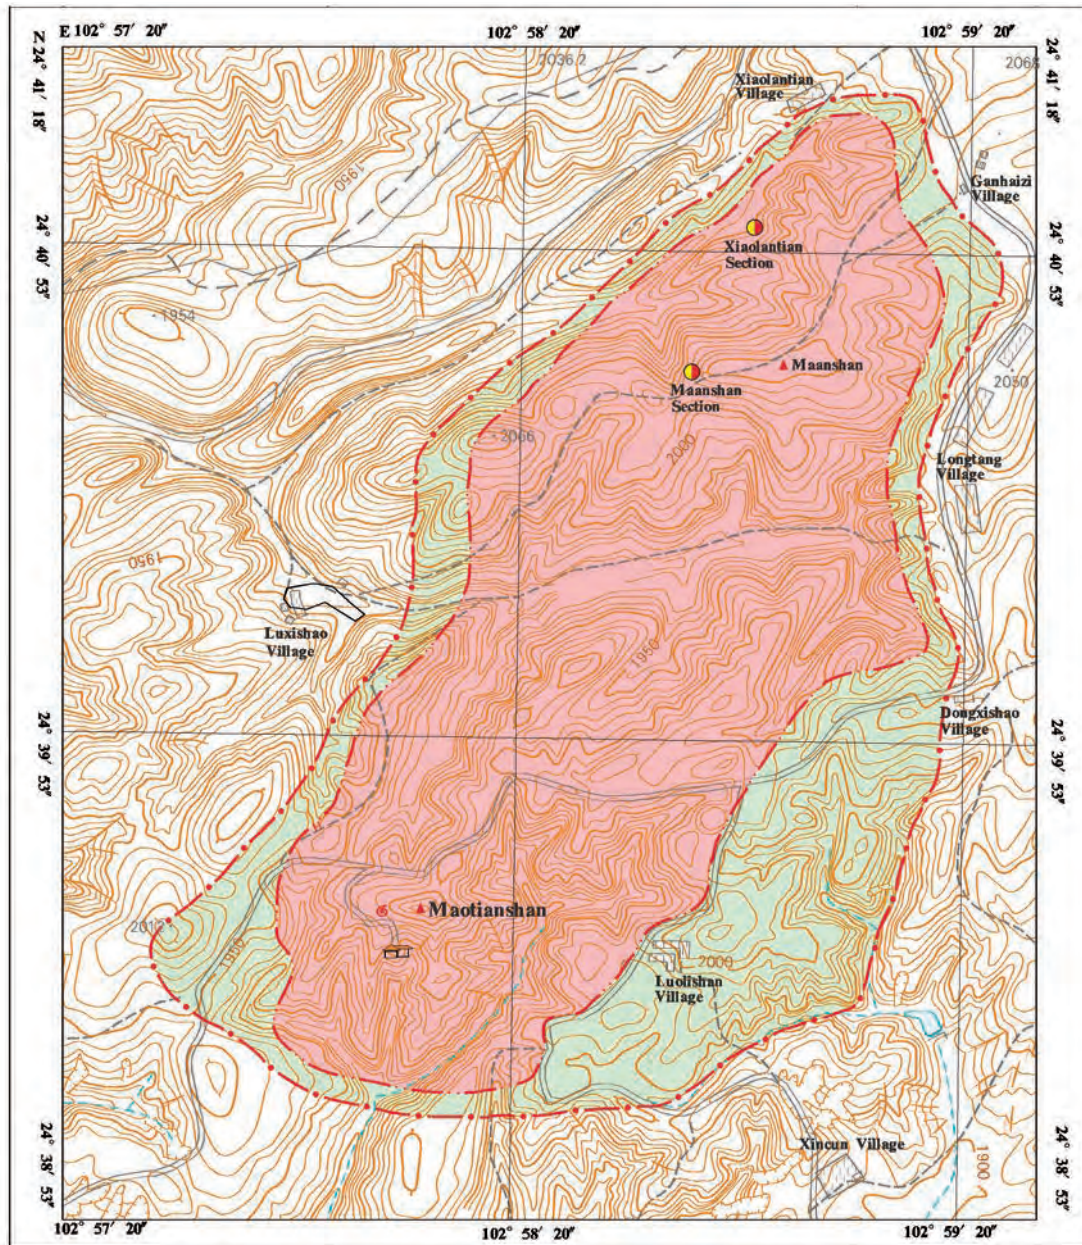 E 102° 57′ 20″
102° 58′ 20″
102° 59′ 20″
N 24° 41′ 18″
24° 41′ 18″
2036.2
2068
Xiaolantian
Village
Ganhaizi
Village
1950
Xiaolantian
Section
24° 40′ 53″
24° 40′ 53″
1954
Maanshan
Maanshan
Section
2050
2066
2000
Longtang
Village
1950
Luxishao
Village
1950
Dongxishao
Village
24° 39′ 53″
24° 39′ 53″
Maotianshan
2012
1950
2000
Luolishan
Village
Xincun Village
1900
24° 38′ 53″
24° 38′ 53″
102° 57′ 20″
102° 58′ 20″
102° 59′ 20″